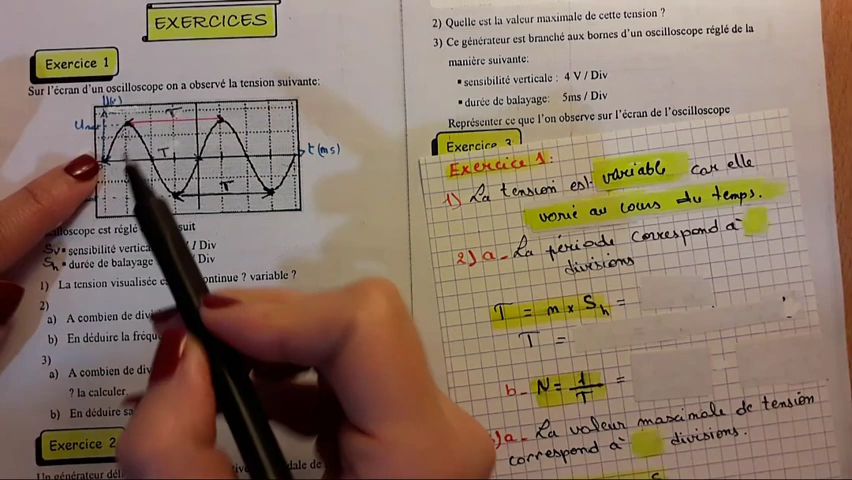 EXERCICES
Exercice 1
Sur l'écran d'un oscilloscope on a observé la tension suivante:
T
T
T
t(ms)
est réglé
suit
Sv = sensibilité vertica / Div
Sh = durée de balayage / Div
1) La tension visualisée continue ? variable ?
2)
a) A combien de div
b) En déduire la fréqu
3)
a) A combien de div
? la calculer.
b) En déduire sa
Exercice 2
Un générateur dél
dale de
2) Quelle est la valeur maximale de cette tension ?
3) Ce générateur est branché aux bornes d'un oscilloscope réglé de la
manière suivante:
▪ sensibilité verticale : 4 V / Div
▪ durée de balayage: 5ms / Div
Représenter ce que l'on observe sur l'écran de l'oscilloscope
Exercice 3
Exercice 1:
1) La tension est variable car elle
varie au cours du temps.
2) a - La période correspond à
divisions
T = n x Sh =
T =
b - N = 1/T =
a - La valeur maximale de tension
correspond à divisions.